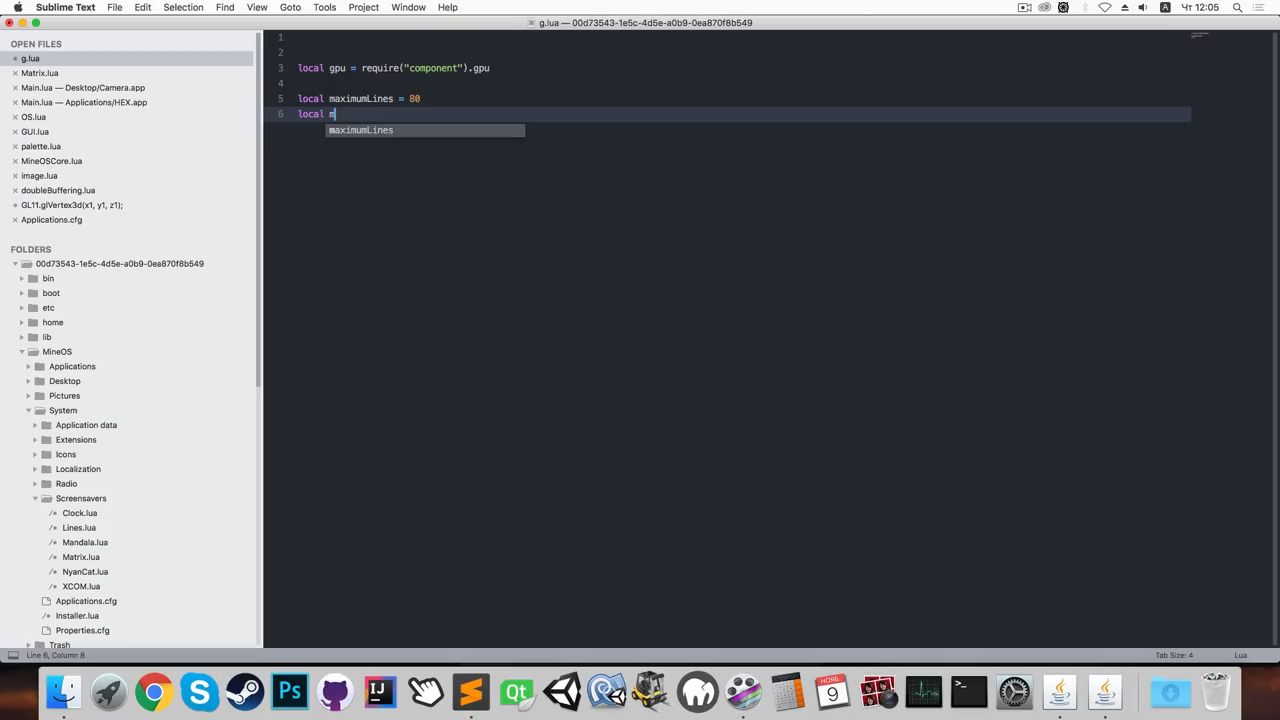 Sublime Text File Edit Selection Find View Goto Tools Project Window Help A Чт 12:05
g.lua — 00d73543-1e5c-4d5e-a0b9-0ea870f8b549
OPEN FILES
g.lua
Matrix.lua
Main.lua — Desktop/Camera.app
Main.lua — Applications/HEX.app
OS.lua
GUI.lua
palette.lua
MineOSCore.lua
image.lua
doubleBuffering.lua
GL11.glVertex3d(x1, y1, z1);
Applications.cfg
FOLDERS
00d73543-1e5c-4d5e-a0b9-0ea870f8b549
bin
boot
etc
home
lib
MineOS
Applications
Desktop
Pictures
System
Application data
Extensions
Icons
Localization
Radio
Screensavers
Clock.lua
Lines.lua
Mandala.lua
Matrix.lua
NyanCat.lua
XCOM.lua
Applications.cfg
Installer.lua
Properties.cfg
Trash
1
2
3 local gpu = require("component").gpu
4
5 local maximumLines = 80
6 local m
maximumLines
Line 6, Column 8 Tab Size: 4 Lua
Ps IJ Qt НОЯБ. 9 >_